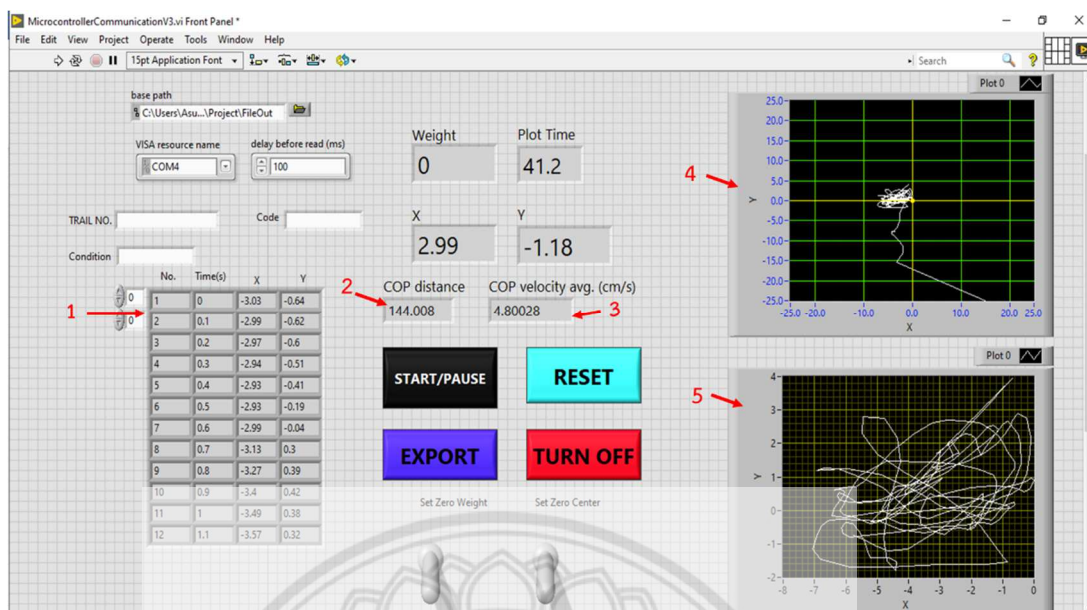 MicrocontrollerCommunicationV3.vi Front Panel *
File Edit View Project Operate Tools Window Help
15pt Application Font
Search
base path
C:\Users\Asu...\Project\FileOut
VISA resource name
delay before read (ms)
COM4
100
Weight
Plot Time
0
41.2
TRAIL NO.
Code
Condition
X
Y
2.99
-1.18
COP distance
COP velocity avg. (cm/s)
2
144.008
4.80028
3
1
0
0
No. Time(s) X Y
1 0 -3.03 -0.64
2 0.1 -2.99 -0.62
3 0.2 -2.97 -0.6
4 0.3 -2.94 -0.51
5 0.4 -2.93 -0.41
6 0.5 -2.93 -0.19
7 0.6 -2.99 -0.04
8 0.7 -3.13 0.3
9 0.8 -3.27 0.39
10 0.9 -3.4 0.42
11 1 -3.49 0.38
12 1.1 -3.57 0.32
START/PAUSE
RESET
EXPORT
TURN OFF
Set Zero Weight
Set Zero Center
Plot 0
4
25.0
20.0
15.0
10.0
5.0
0.0
-5.0
-10.0
-15.0
-20.0
-25.0
Y
-25.0 -20.0 -10.0 0.0 10.0 20.0 25.0
X
Plot 0
5
4
3
2
1
0
-1
-2
Y
-8 -7 -6 -5 -4 -3 -2 -1 0
X